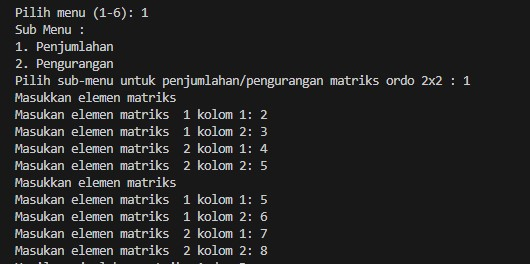 Pilih menu (1-6): 1
Sub Menu :
1. Penjumlahan
2. Pengurangan
Pilih sub-menu untuk penjumlahan/pengurangan matriks ordo 2x2 : 1
Masukkan elemen matriks
Masukan elemen matriks  1 kolom 1: 2
Masukan elemen matriks  1 kolom 2: 3
Masukan elemen matriks  2 kolom 1: 4
Masukan elemen matriks  2 kolom 2: 5
Masukkan elemen matriks
Masukan elemen matriks  1 kolom 1: 5
Masukan elemen matriks  1 kolom 2: 6
Masukan elemen matriks  2 kolom 1: 7
Masukan elemen matriks  2 kolom 2: 8